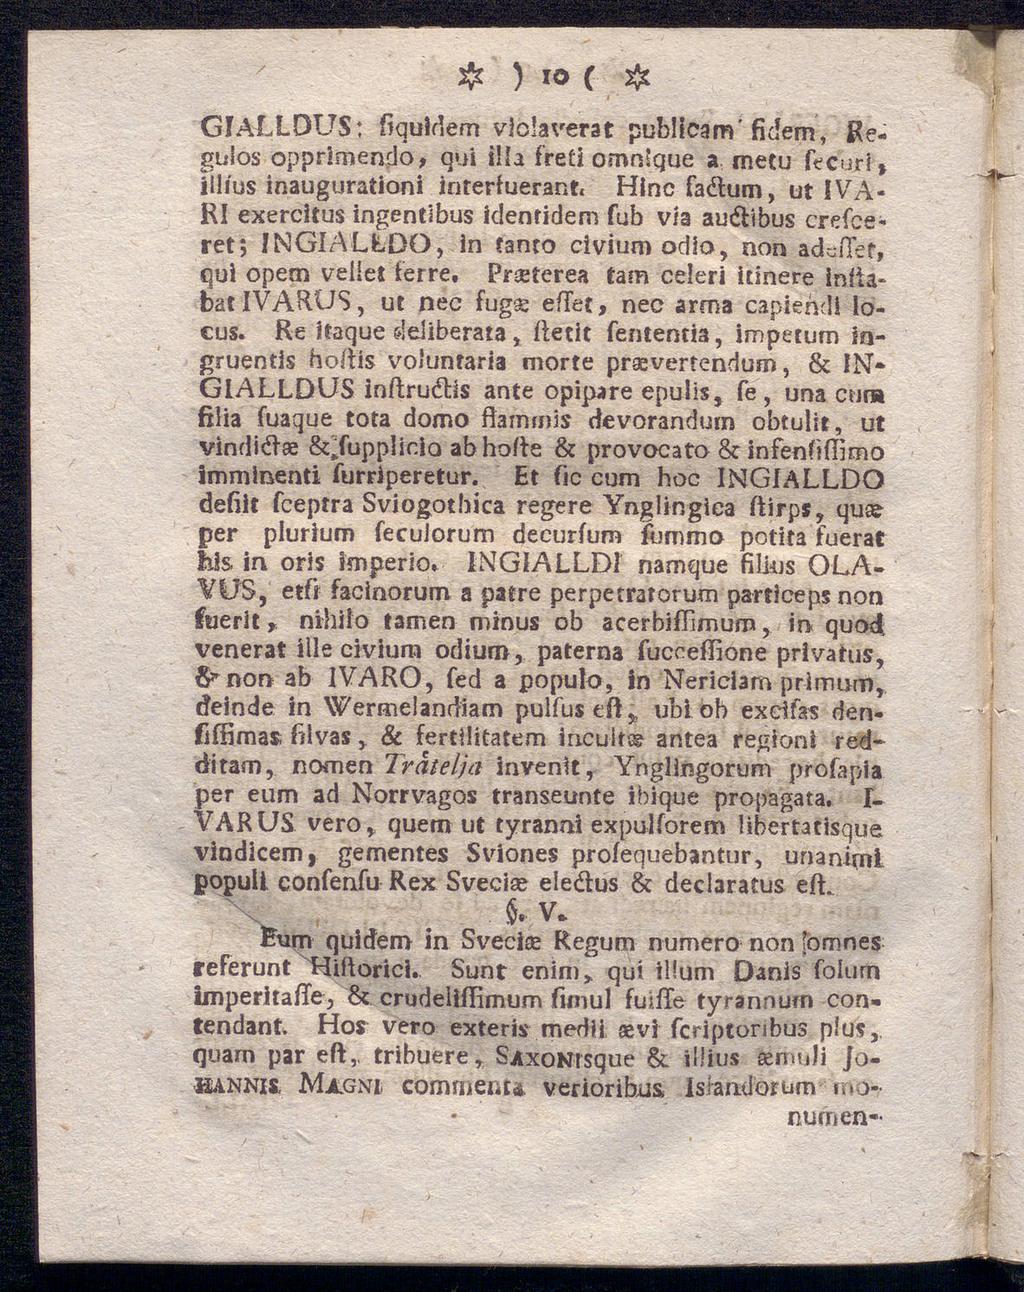 ☆ ) 10 ( ☆
GIALLDUS; ſiquidem violaverat publicam fidem, Re-
gulos opprimendo, qui illa freti omnique a metu ſecuri,
illius inaugurationi interfuerant. Hinc factum, ut IVA-
RI exercitus ingentibus identidem ſub via auctibus creſce-
ret; INGIALLDO, in tanto civium odio, non adeſſet,
qui opem vellet ferre. Præterea tam celeri itinere inſta-
bat IVARUS, ut nec fugæ eſſet, nec arma capiendi lo-
cus. Re itaque deliberata, ſtetit ſententia, impetum in-
gruentis hoſtis voluntaria morte prævertendum, & IN-
GIALLDUS inſtructis ante opipare epulis, ſe, una cum
filia ſuaque tota domo flammis devorandum obtulit, ut
vindictæ & ſupplicio ab hoſte & provocato & infenſiſſimo
imminenti ſurriperetur. Et ſic cum hoc INGIALLDO
deſiit ſceptra Sviogothica regere Ynglingica ſtirps, quæ
per plurium ſeculorum decurſum ſummo potita fuerat
his in oris imperio. INGIALLDI namque filius OLA-
VUS, etſi facinorum a patre perpetratorum particeps non
fuerit, nihilo tamen minus ob acerbiſſimum, in quod
venerat ille civium odium, paterna ſucceſſione privatus,
& non ab IVARO, ſed a populo, in Nericiam primum,
deinde in Wermelandiam pulſus eſt, ubi ob exciſas den-
ſiſſimas ſilvas, & fertilitatem incultæ antea regioni red-
ditam, nomen Tråtelja invenit, Ynglingorum proſapia
per eum ad Norrvagos transeunte ibique propagata. I-
VARUS vero, quem ut tyranni expulſorem libertatisque
vindicem, gementes Sviones proſequebantur, unanimi
populi conſenſu Rex Sveciæ electus & declaratus eſt.
§. V.
Eum quidem in Sveciæ Regum numero non omnes
referunt Hiſtorici. Sunt enim, qui illum Danis ſolum
imperitaſſe, & crudeliſſimum ſimul fuiſſe tyrannum con-
tendant. Hos vero exteris medii ævi ſcriptoribus plus,
quam par eſt, tribuere, SAXONISque & illius æmuli JO-
HANNIS MAGNI commenta verioribus Islandorum mo-
numen-